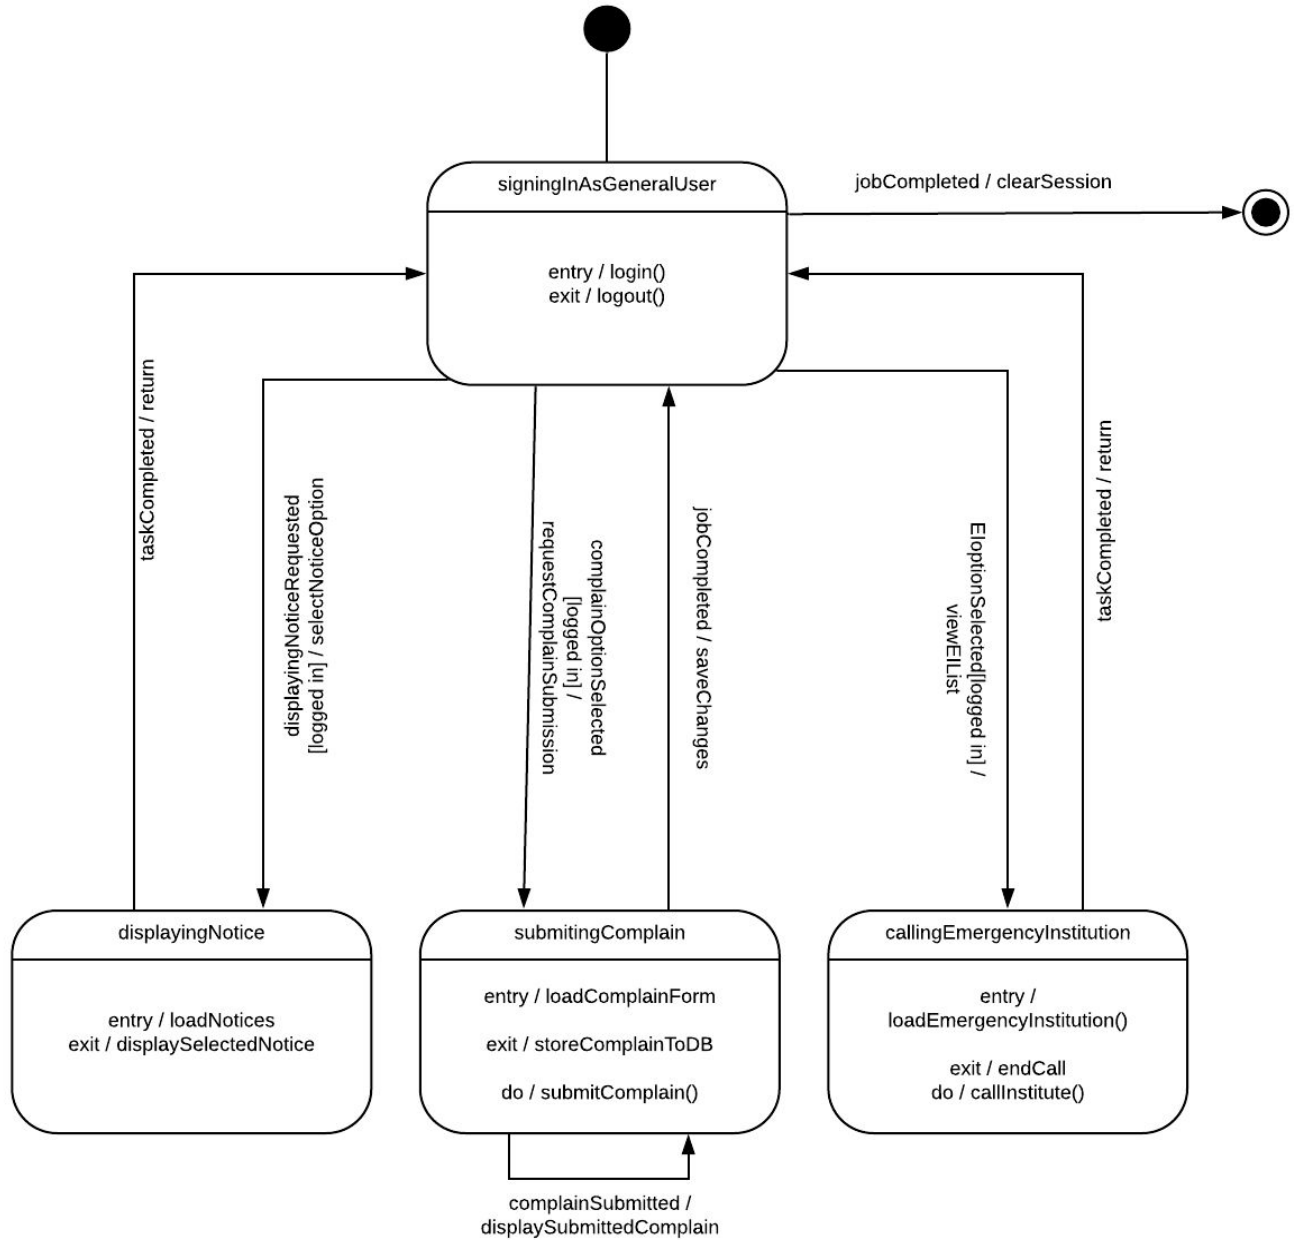 signingInAsGeneralUser
entry / login()
exit / logout()
jobCompleted / clearSession
taskCompleted / return
displayingNoticeRequested
[logged in] / selectNoticeOption
complainOptionSelected
[logged in] /
requestComplainSubmission
jobCompleted / saveChanges
EIoptionSelected[logged in] /
viewEIList
taskCompleted / return
displayingNotice
entry / loadNotices
exit / displaySelectedNotice
submitingComplain
entry / loadComplainForm
exit / storeComplainToDB
do / submitComplain()
callingEmergencyInstitution
entry /
loadEmergencyInstitution()
exit / endCall
do / callInstitute()
complainSubmitted /
displaySubmittedComplain